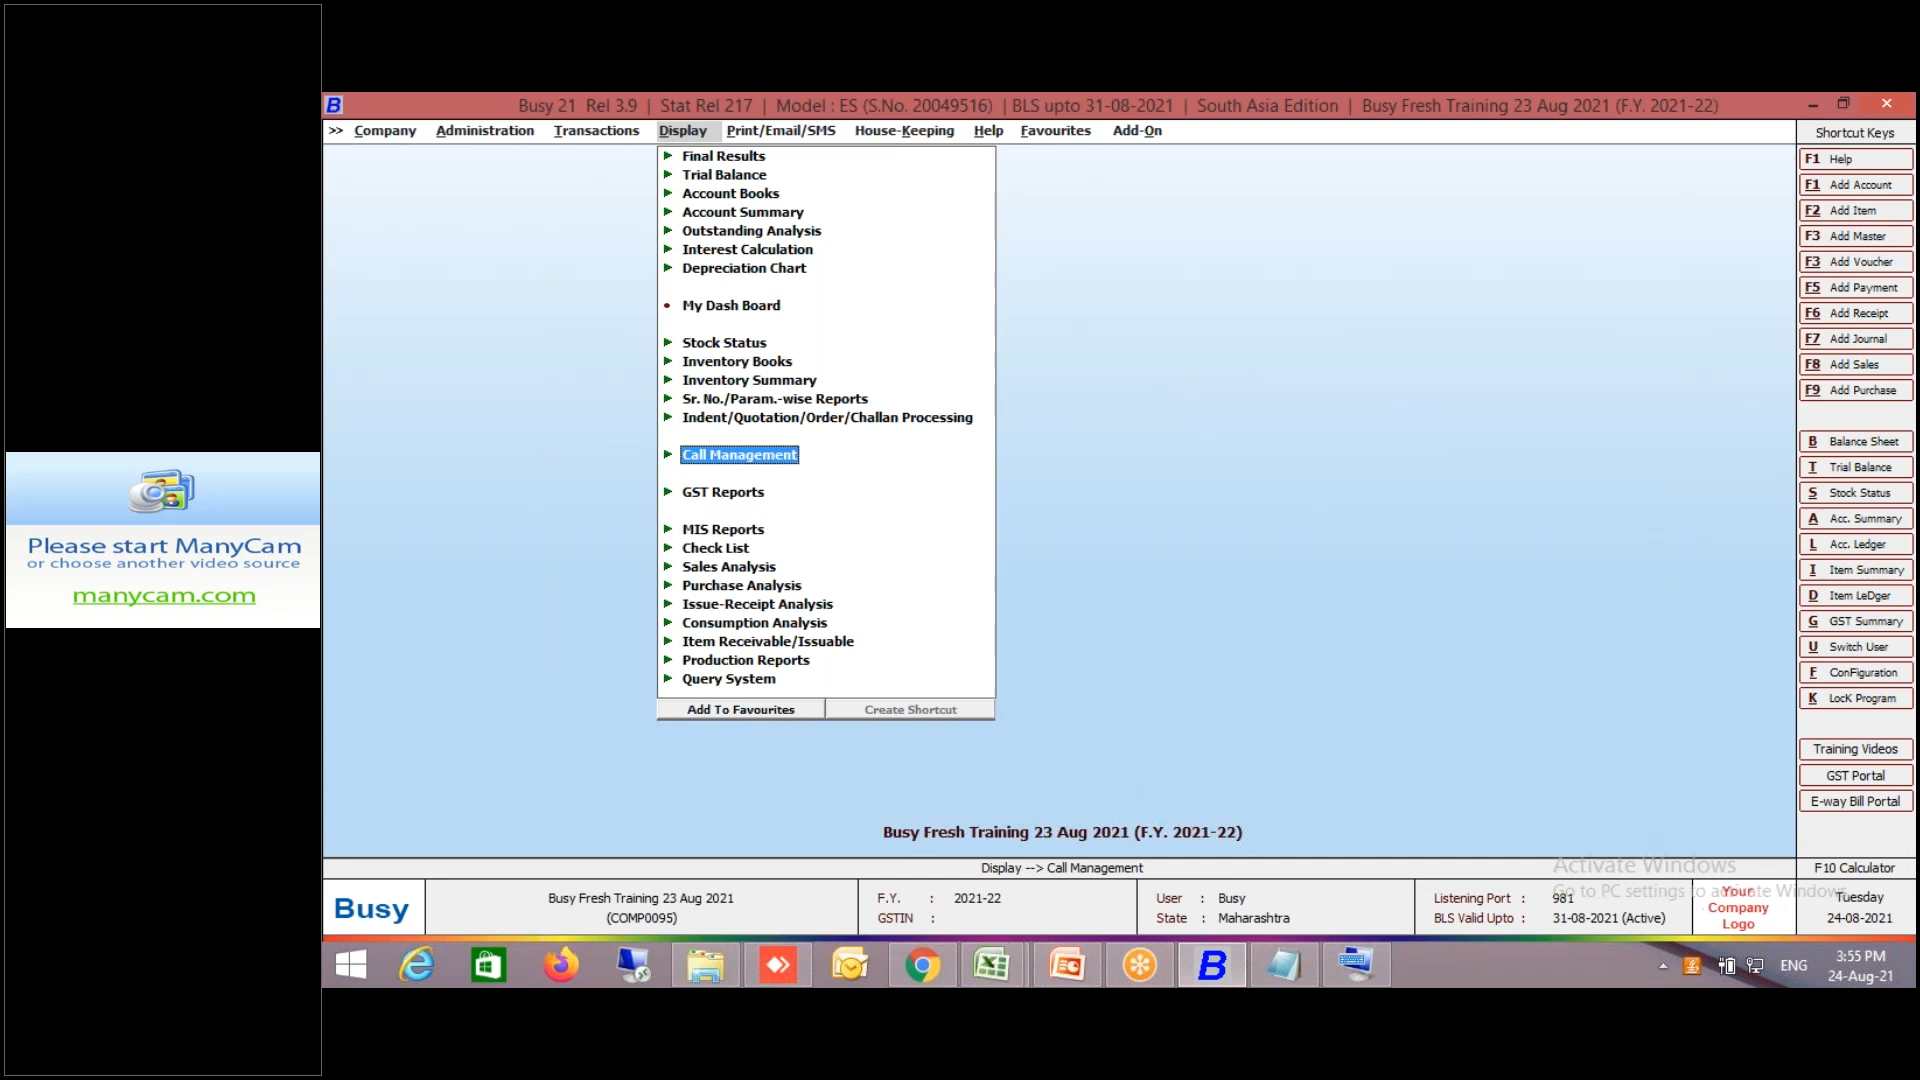 B
Busy 21 Rel 3.9 | Stat Rel 217 | Model : ES (S.No. 20049516) | BLS upto 31-08-2021 | South Asia Edition | Busy Fresh Training 23 Aug 2021 (F.Y. 2021-22)
>> Company Administration Transactions Display Print/Email/SMS House-Keeping Help Favourites Add-On
Final Results
Trial Balance
Account Books
Account Summary
Outstanding Analysis
Interest Calculation
Depreciation Chart
My Dash Board
Stock Status
Inventory Books
Inventory Summary
Sr. No./Param.-wise Reports
Indent/Quotation/Order/Challan Processing
Call Management
GST Reports
MIS Reports
Check List
Sales Analysis
Purchase Analysis
Issue-Receipt Analysis
Consumption Analysis
Item Receivable/Issuable
Production Reports
Query System
Add To Favourites Create Shortcut
Shortcut Keys
F1 Help
F1 Add Account
F2 Add Item
F3 Add Master
F3 Add Voucher
F5 Add Payment
F6 Add Receipt
F7 Add Journal
F8 Add Sales
F9 Add Purchase
B Balance Sheet
T Trial Balance
S Stock Status
A Acc. Summary
L Acc. Ledger
I Item Summary
D Item LeDger
G GST Summary
U Switch User
F ConFiguration
K LocK Program
Training Videos
GST Portal
E-way Bill Portal
Please start ManyCam
or choose another video source
manycam.com
Busy Fresh Training 23 Aug 2021 (F.Y. 2021-22)
Display --> Call Management
Activate Windows
Go to PC settings to activate Windows.
F10 Calculator
Busy
Busy Fresh Training 23 Aug 2021
(COMP0095)
F.Y. : 2021-22
GSTIN :
User : Busy
State : Maharashtra
Listening Port : 981
BLS Valid Upto : 31-08-2021 (Active)
Your
Company
Logo
Tuesday
24-08-2021
B
ENG
3:55 PM
24-Aug-21